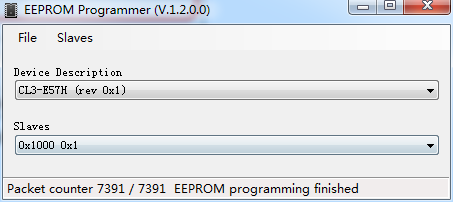 EEPROM Programmer (V.1.2.0.0)
File Slaves
Device Description
CL3-E57H (rev 0x1)
Slaves
0x1000 0x1
Packet counter 7391 / 7391 EEPROM programming finished